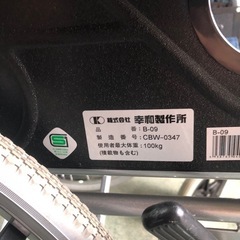 株式会社 幸和製作所
品番：B-09
製造番号：CBW-0347
使用者最大体重：100kg
(積載物も含む)
B-09